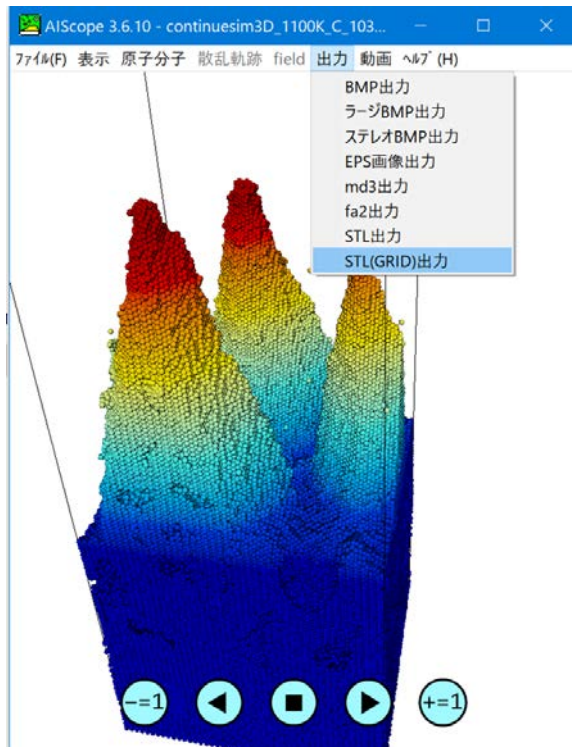 AIScope 3.6.10 - continuesim3D_1100K_C_103...
ﾌｧｲﾙ(F) 表示 原子分子 散乱軌跡 field 出力 動画 ﾍﾙﾌﾟ(H)
BMP出力
ﾗｰｼﾞBMP出力
ｽﾃﾚｵBMP出力
EPS画像出力
md3出力
fa2出力
STL出力
STL(GRID)出力
-=1
+=1